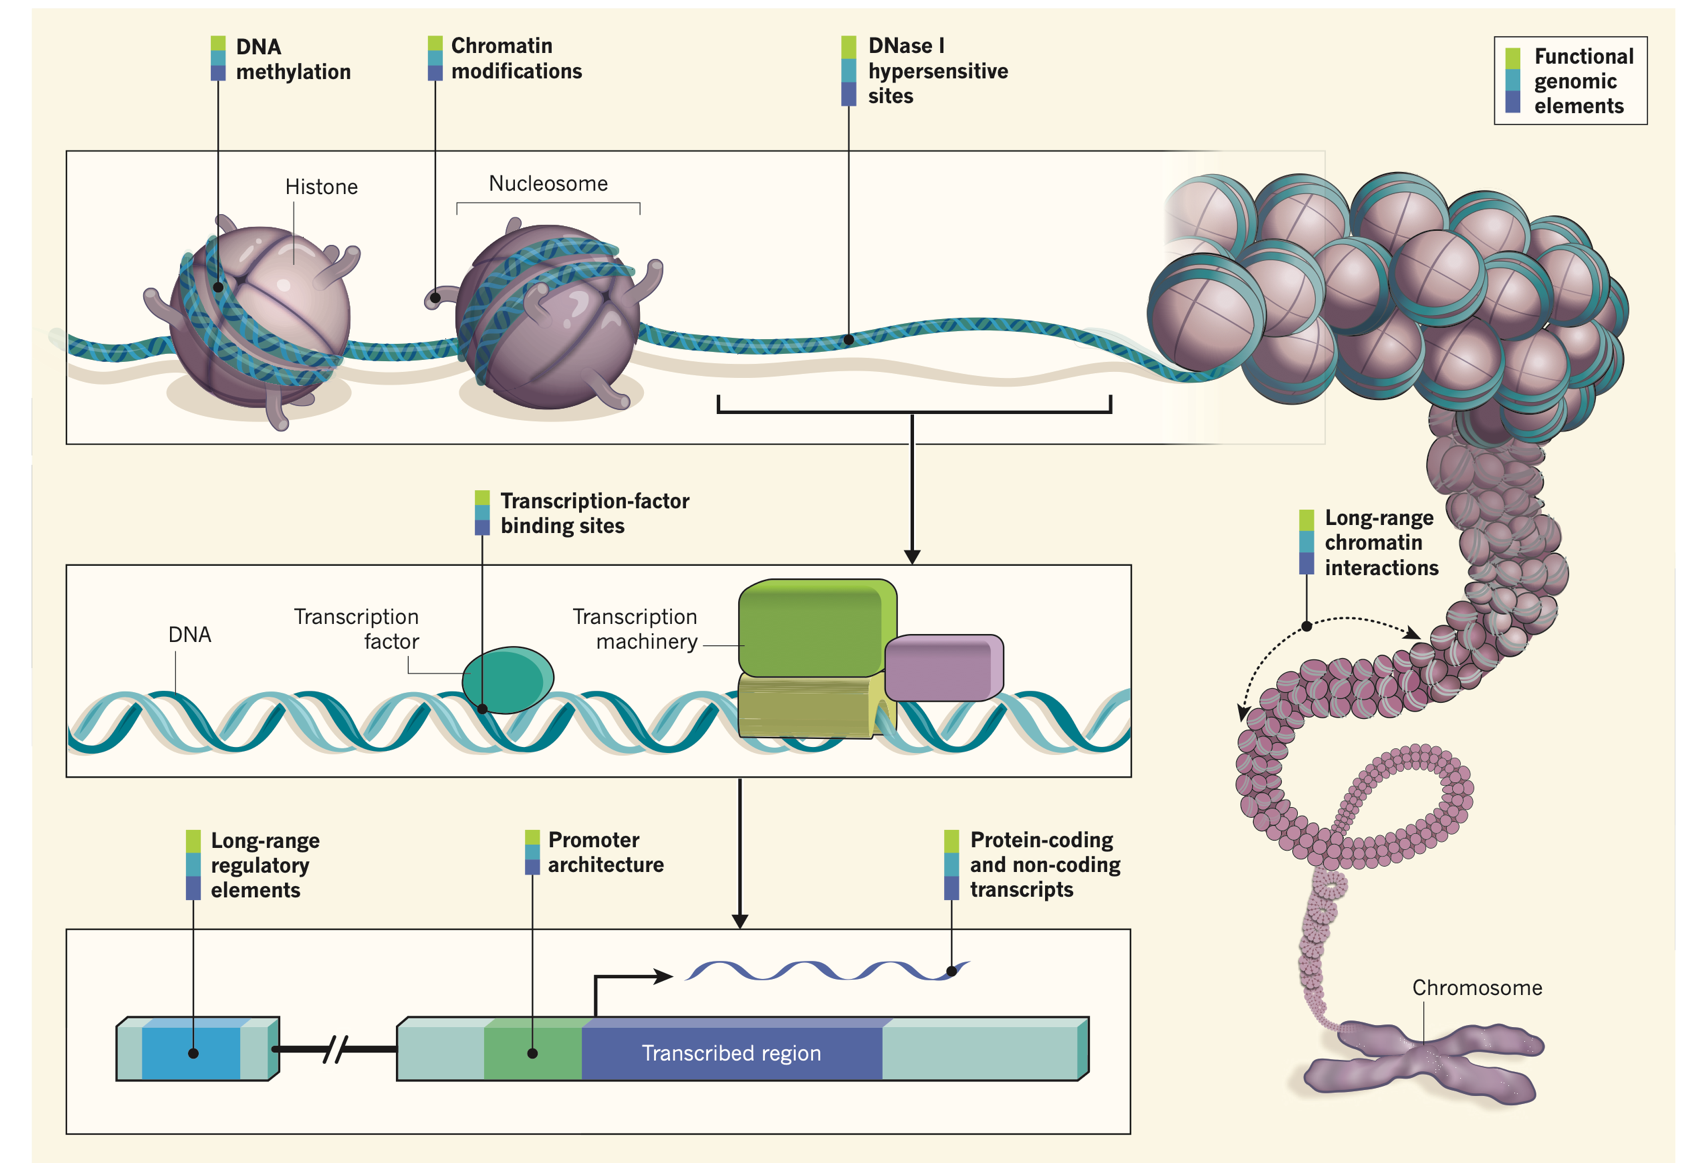 DNA
methylation
Chromatin
modifications
DNase I
hypersensitive
sites
Functional
genomic
elements
Histone
Nucleosome
Transcription-factor
binding sites
Long-range
chromatin
interactions
DNA
Transcription
factor
Transcription
machinery
Long-range
regulatory
elements
Promoter
architecture
Protein-coding
and non-coding
transcripts
Chromosome
Transcribed region